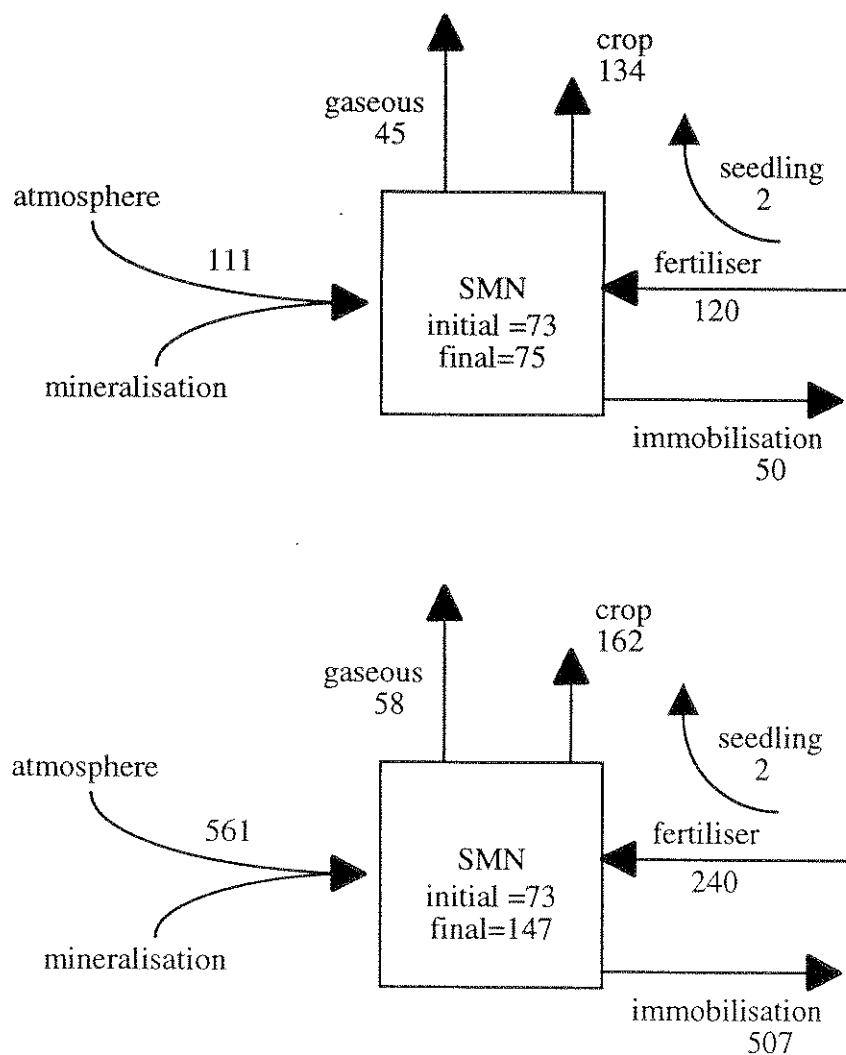 crop
134
gaseous
45
seedling
2
atmosphere
111
fertiliser
120
SMN
initial =73
final=75
mineralisation
immobilisation
50
crop
162
gaseous
58
seedling
2
atmosphere
561
fertiliser
240
SMN
initial =73
final=147
mineralisation
immobilisation
507